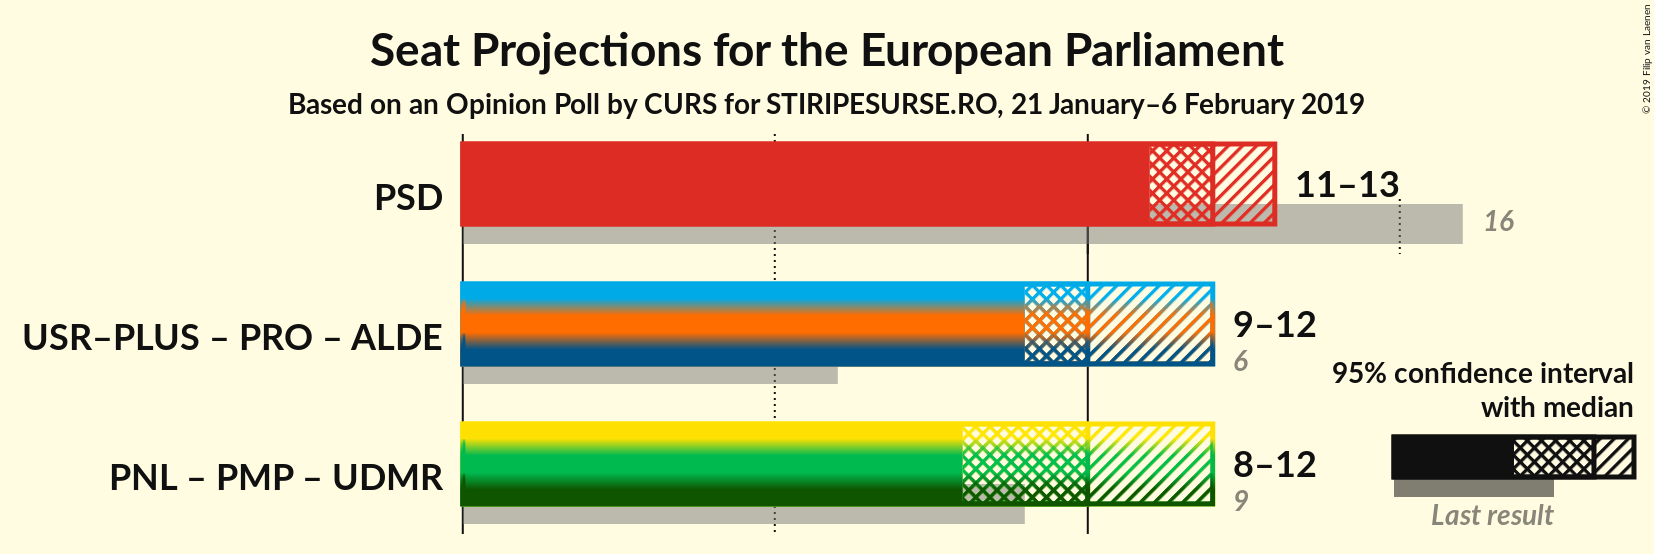 Seat Projections for the European Parliament
Based on an Opinion Poll by CURS for STIRIPESURSE.RO, 21 January–6 February 2019
© 2019 Filip van Laenen
PSD
11–13
16
USR–PLUS – PRO – ALDE
9–12
6
PNL – PMP – UDMR
8–12
9
95% confidence interval
with median
Last result